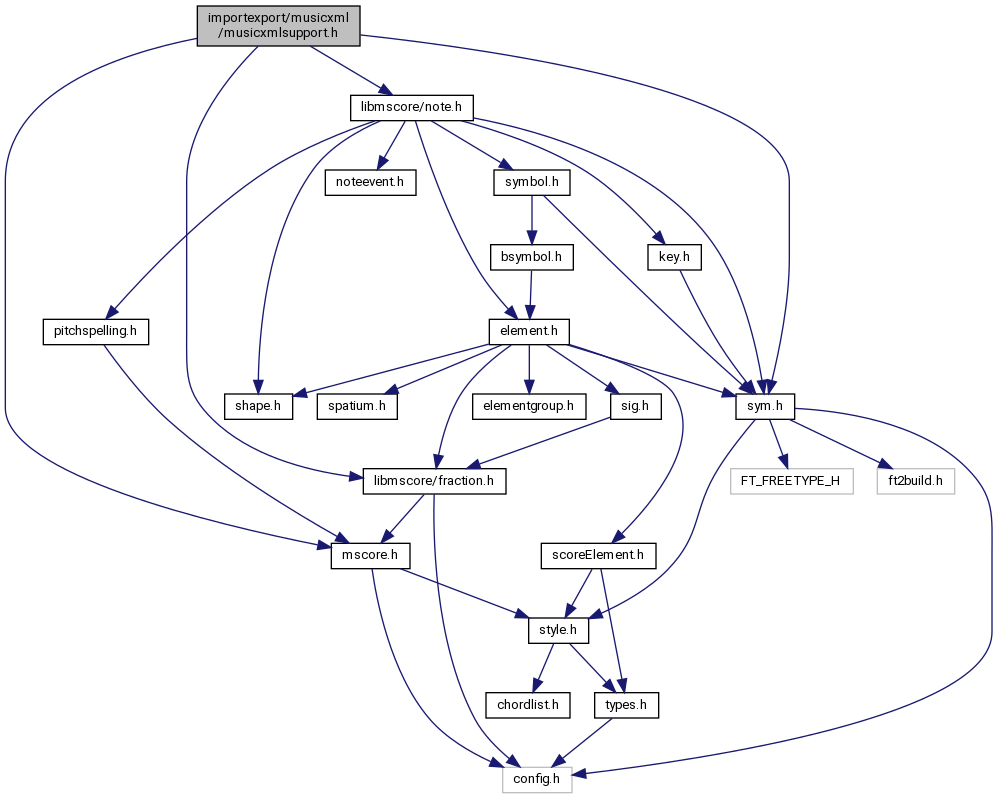 importexport/musicxml
/musicxmlsupport.h
libmscore/note.h
noteevent.h
symbol.h
bsymbol.h
key.h
pitchspelling.h
element.h
shape.h
spatium.h
elementgroup.h
sig.h
sym.h
libmscore/fraction.h
FT_FREETYPE_H
ft2build.h
mscore.h
scoreElement.h
style.h
chordlist.h
types.h
config.h